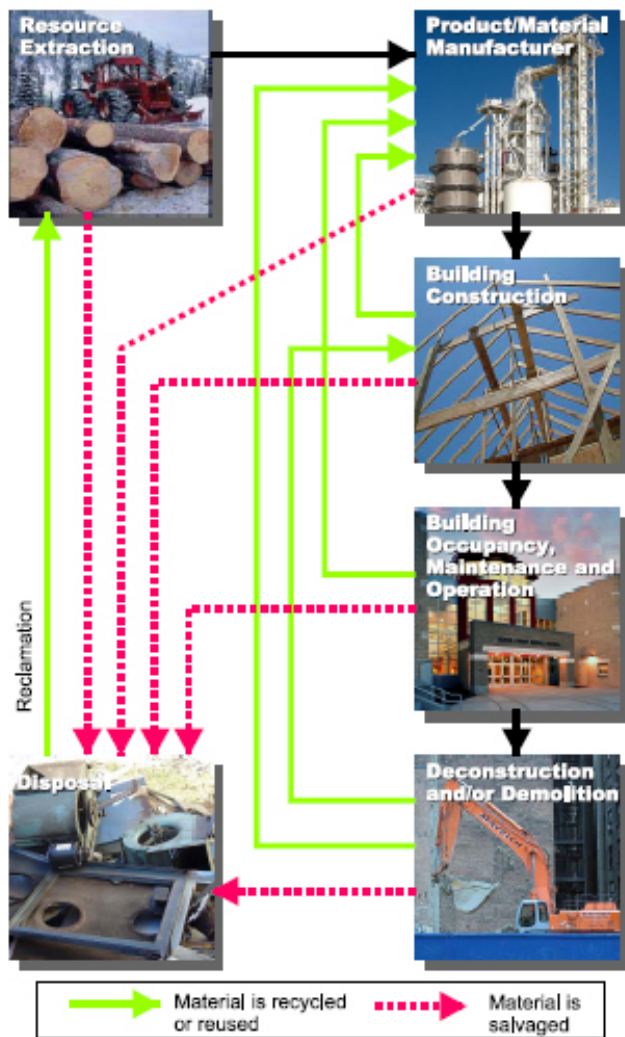 Resource
Extraction
Product/Material
Manufacturer
Building
Construction
Building
Occupancy,
Maintenance and
Operation
Reclamation
Disposal
Deconstruction
and/or Demolition
Material is recycled
or reused
Material is
salvaged